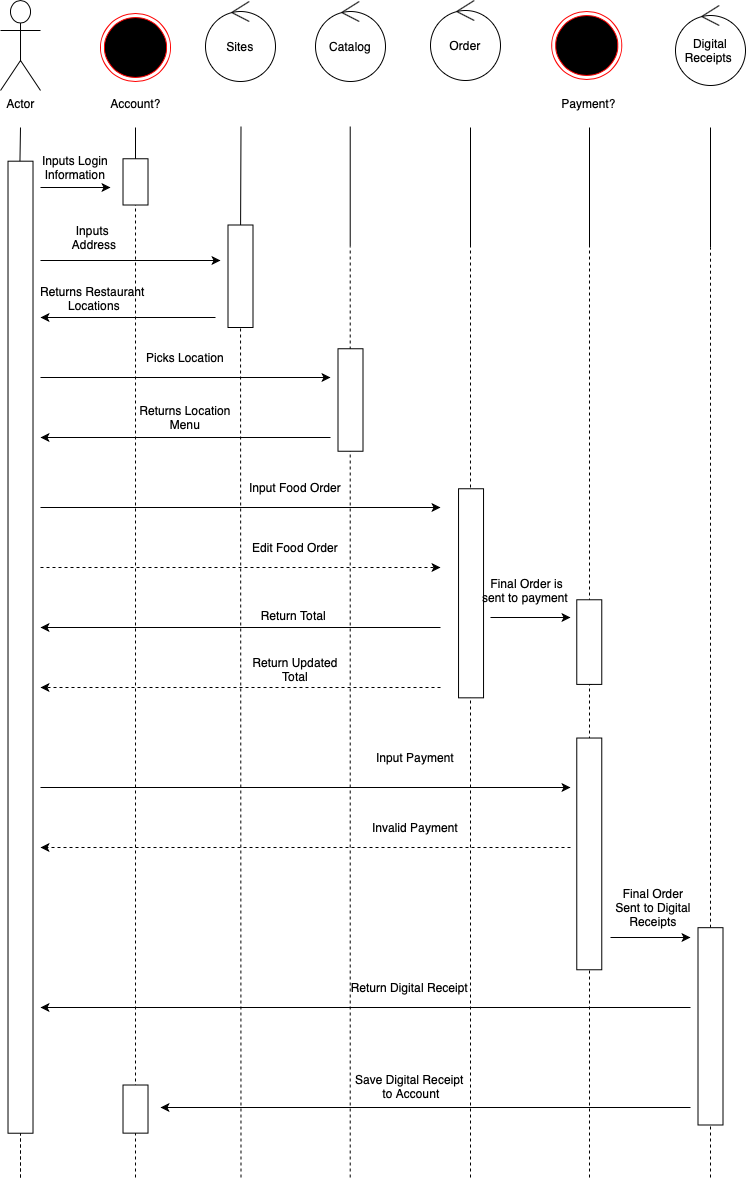 Sites
Catalog
Order
Digital
Receipts
Actor
Account?
Payment?
Inputs Login
Information
Inputs
Address
Returns Restaurant
Locations
Picks Location
Returns Location
Menu
Input Food Order
Edit Food Order
Final Order is
sent to payment
Return Total
Return Updated
Total
Input Payment
Invalid Payment
Final Order
Sent to Digital
Receipts
Return Digital Receipt
Save Digital Receipt
to Account